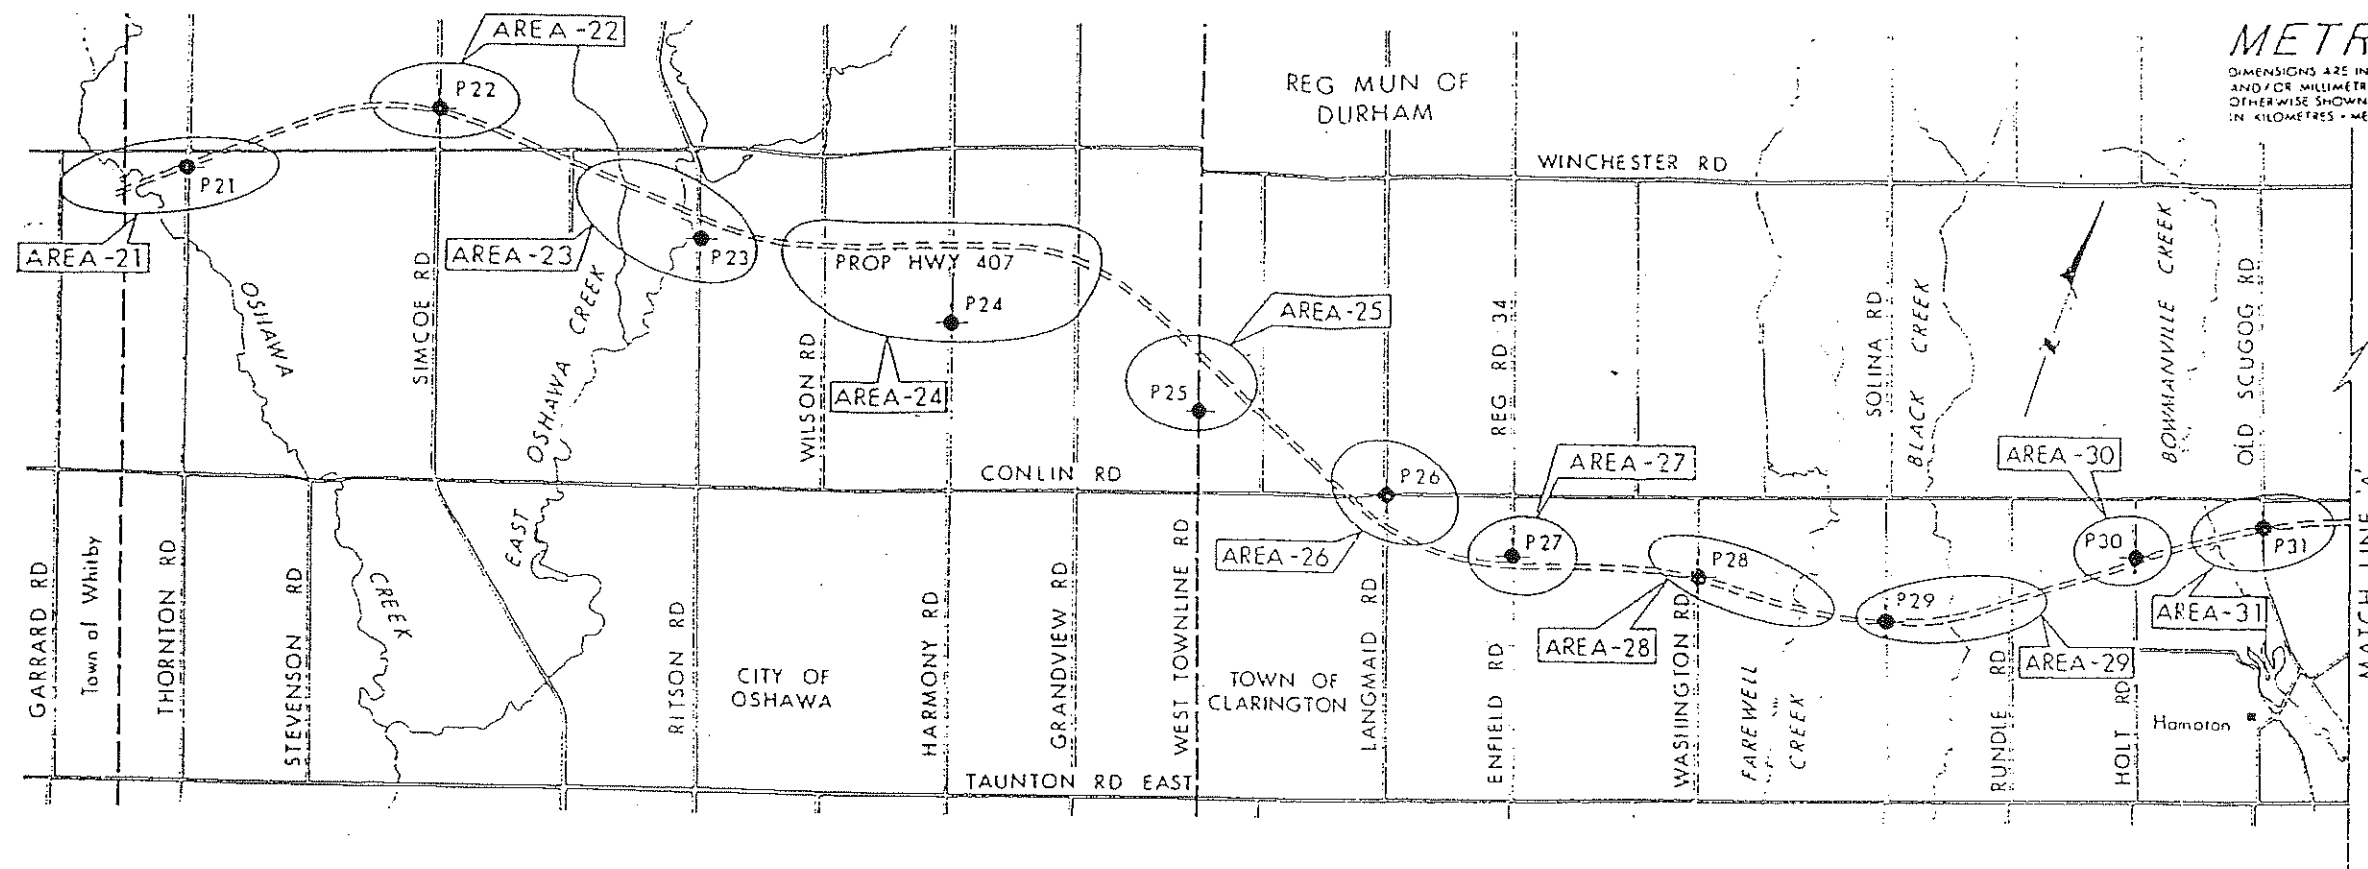 AREA-22
P22
REG MUN OF
DURHAM
METR
DIMENSIONS ARE IN
AND/OR MILLIMETR
OTHERWISE SHOWN
IN KILOMETRES - ME
WINCHESTER RD
P21
AREA-21
AREA-23
P23
PROP HWY 407
P24
AREA-24
AREA-25
P25
OSHAWA
CREEK
SIMCOE RD
OSHAWA CREEK
EAST
WILSON RD
REG RD 34
SOLINA RD
BLACK CREEK
BOWMANVILLE CREEK
OLD SCUGOG RD
CONLIN RD
P26
AREA-26
AREA-27
P27
P28
AREA-28
P29
AREA-29
AREA-30
P30
P31
AREA-31
GARRARD RD
Town of Whitby
THORNTON RD
STEVENSON RD
RITSON RD
CITY OF
OSHAWA
HARMONY RD
GRANDVIEW RD
WEST TOWNLINE RD
TOWN OF
CLARINGTON
LANGMAID RD
ENFIELD RD
WASHINGTON RD
FAREWELL
CREEK
RUNDLE RD
HOLT RD
Hampton
MATCH LINE 'A'
TAUNTON RD EAST